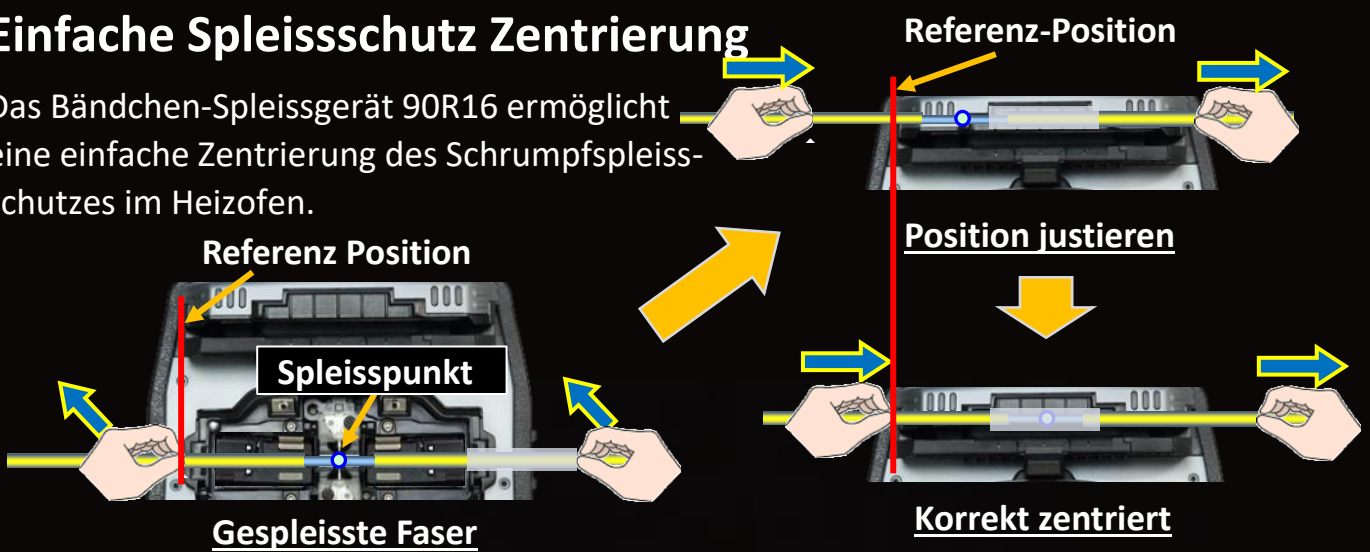 Einfache Spleissschutz Zentrierung
Das Bändchen-Spleissgerät 90R16 ermöglicht
eine einfache Zentrierung des Schrumpfspleiss-
schutzes im Heizofen.
Referenz Position
Spleisspunkt
Gespleisste Faser
Referenz-Position
Position justieren
Korrekt zentriert